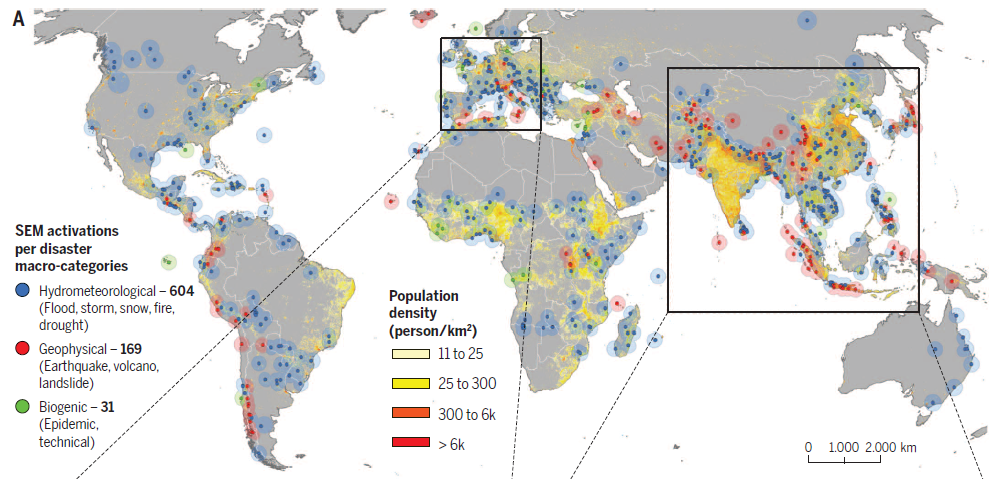 A
SEM activations
per disaster
macro-categories
Hydrometeorological – 604
(Flood, storm, snow, fire,
drought)
Geophysical – 169
(Earthquake, volcano,
landslide)
Biogenic – 31
(Epidemic,
technical)
Population
density
(person/km²)
11 to 25
25 to 300
300 to 6k
> 6k
0 1.000 2.000 km